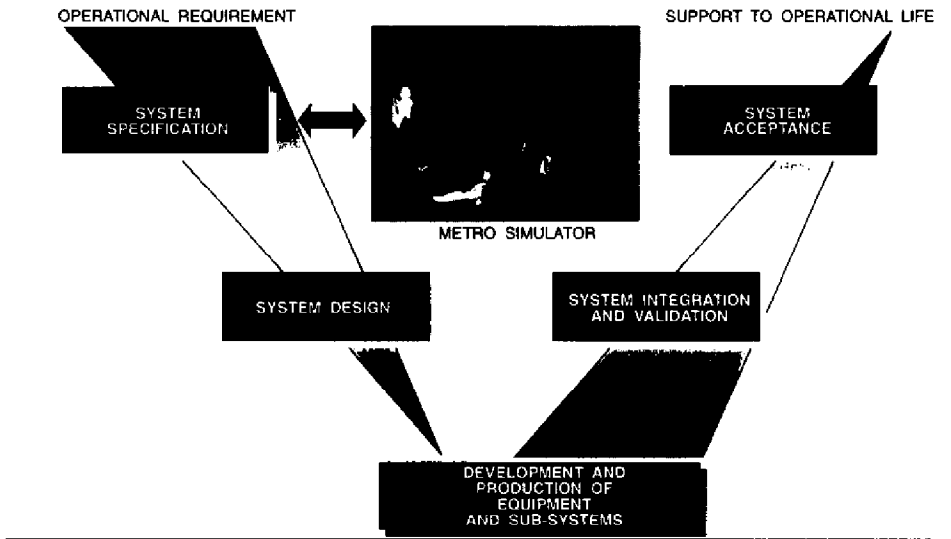 OPERATIONAL REQUIREMENT
SUPPORT TO OPERATIONAL LIFE
SYSTEM
SPECIFICATION
SYSTEM
ACCEPTANCE
METRO SIMULATOR
SYSTEM DESIGN
SYSTEM INTEGRATION
AND VALIDATION
DEVELOPMENT AND
PRODUCTION OF
EQUIPMENT
AND SUB-SYSTEMS